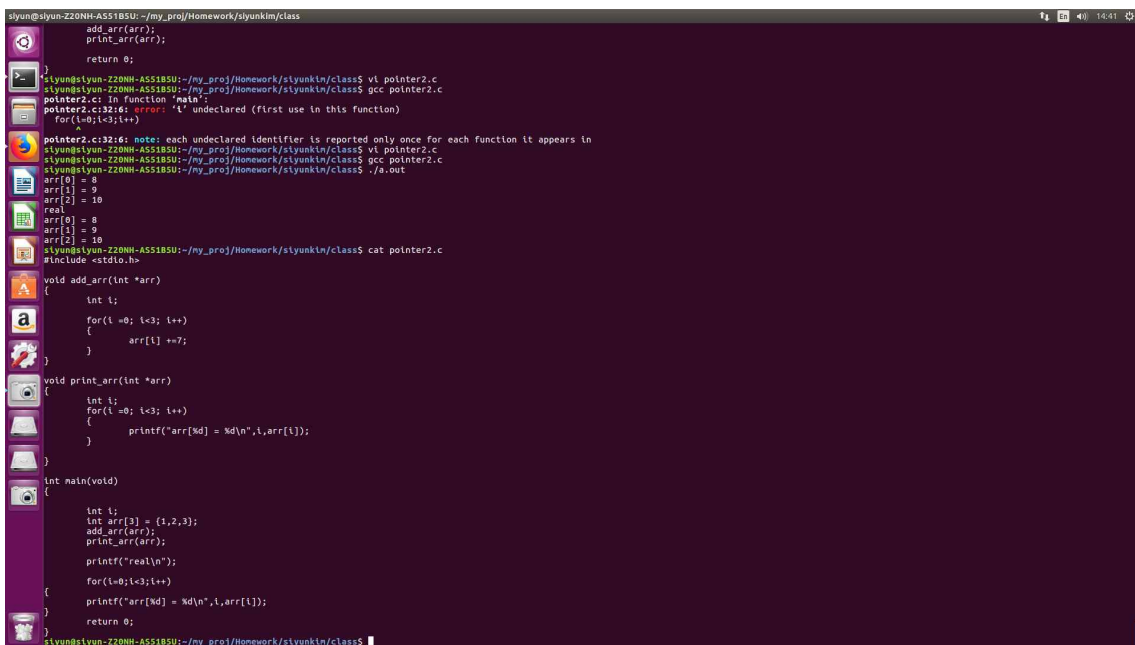 siyun@siyun-Z20NH-AS51B5U: ~/my_proj/Homework/siyunkim/class
En 14:41
add_arr(arr);
print_arr(arr);
return 0;
}
siyun@siyun-Z20NH-AS51B5U:~/my_proj/Homework/siyunkim/class$ vi pointer2.c
siyun@siyun-Z20NH-AS51B5U:~/my_proj/Homework/siyunkim/class$ gcc pointer2.c
pointer2.c: In function ‘main’:
pointer2.c:32:6: error: ‘i’ undeclared (first use in this function)
for(i=0;i<3;i++)
^
pointer2.c:32:6: note: each undeclared identifier is reported only once for each function it appears in
siyun@siyun-Z20NH-AS51B5U:~/my_proj/Homework/siyunkim/class$ vi pointer2.c
siyun@siyun-Z20NH-AS51B5U:~/my_proj/Homework/siyunkim/class$ gcc pointer2.c
siyun@siyun-Z20NH-AS51B5U:~/my_proj/Homework/siyunkim/class$ ./a.out
arr[0] = 8
arr[1] = 9
arr[2] = 10
real
arr[0] = 8
arr[1] = 9
arr[2] = 10
siyun@siyun-Z20NH-AS51B5U:~/my_proj/Homework/siyunkim/class$ cat pointer2.c
#include <stdio.h>
void add_arr(int *arr)
{
int i;
for(i =0; i<3; i++)
{
arr[i] +=7;
}
}
void print_arr(int *arr)
{
int i;
for(i =0; i<3; i++)
{
printf("arr[%d] = %d\n",i,arr[i]);
}
}
int main(void)
{
int i;
int arr[3] = {1,2,3};
add_arr(arr);
print_arr(arr);
printf("real\n");
for(i=0;i<3;i++)
{
printf("arr[%d] = %d\n",i,arr[i]);
}
return 0;
}
siyun@siyun-Z20NH-AS51B5U:~/my_proj/Homework/siyunkim/class$